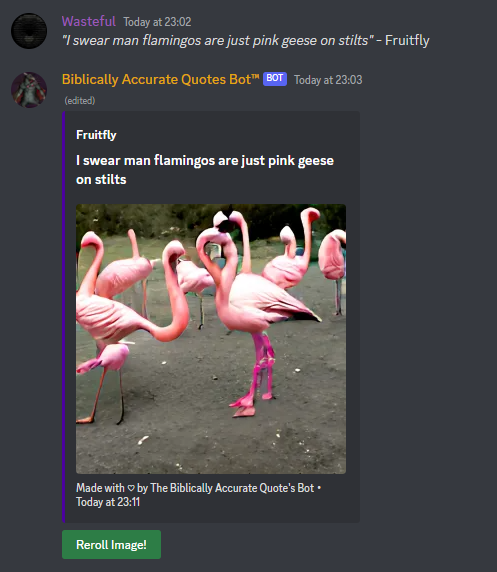 Wasteful Today at 23:02
"I swear man flamingos are just pink geese on stilts" - Fruitfly
Biblically Accurate Quotes Bot™ BOT Today at 23:03
(edited)
Fruitfly
I swear man flamingos are just pink geese
on stilts
Made with ♡ by The Biblically Accurate Quote's Bot •
Today at 23:11
Reroll Image!